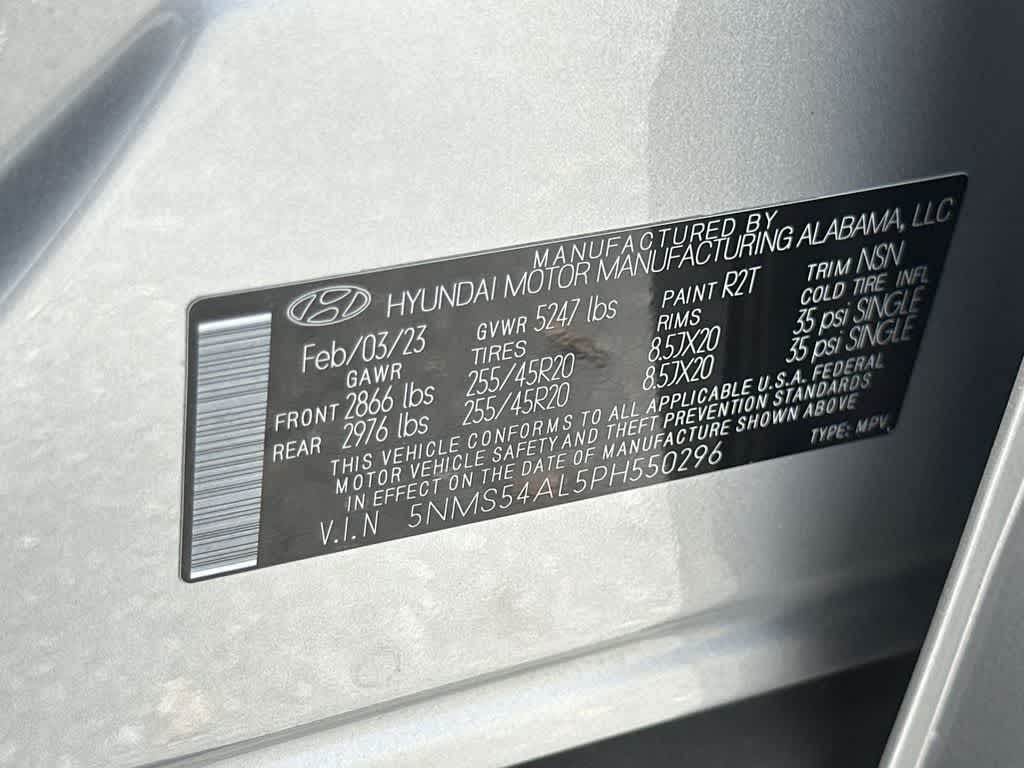 MANUFACTURED BY
HYUNDAI MOTOR MANUFACTURING ALABAMA, LLC
Feb/03/23 GVWR 5247 lbs PAINT R2T TRIM NSN
GAWR TIRES RIMS COLD TIRE INFL
FRONT 2866 lbs 255/45R20 8.5JX20 35 psi SINGLE
REAR 2976 lbs 255/45R20 8.5JX20 35 psi SINGLE
THIS VEHICLE CONFORMS TO ALL APPLICABLE U.S.A. FEDERAL
MOTOR VEHICLE SAFETY AND THEFT PREVENTION STANDARDS
IN EFFECT ON THE DATE OF MANUFACTURE SHOWN ABOVE
V.I.N 5NMS54AL5PH550296 TYPE: MPV